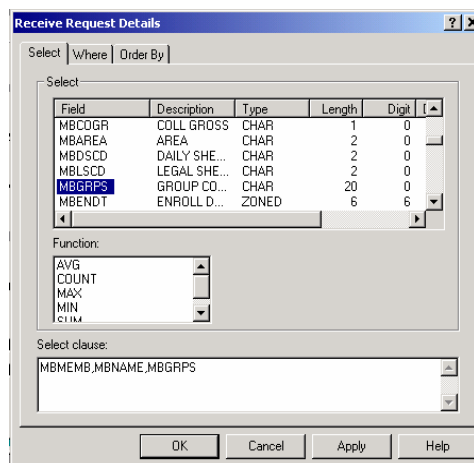 Receive Request Details
Select Where Order By
Select
Field Description Type Length Digit
MBCOGR COLL GROSS CHAR 1 0
MBAREA AREA CHAR 2 0
MBDSCD DAILY SHE... CHAR 2 0
MBLSCD LEGAL SHE... CHAR 2 0
MBGRPS GROUP CO... CHAR 20 0
MBENDT ENROLL D... ZONED 6 6
Function:
AVG
COUNT
MAX
MIN
SUM
Select clause:
MBMEMB,MBNAME,MBGRPS
OK Cancel Apply Help